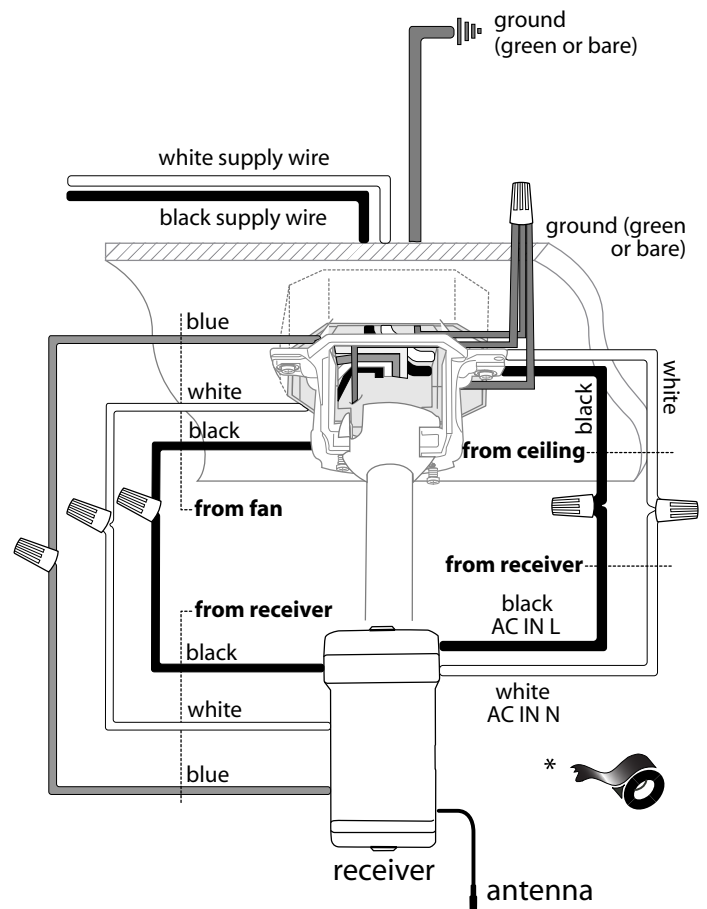 ground
(green or bare)
white supply wire
black supply wire
ground (green
or bare)
blue
white
black
white
black
from ceiling
from fan
from receiver
from receiver
black
AC IN L
black
white
AC IN N
white
*
blue
receiver
antenna